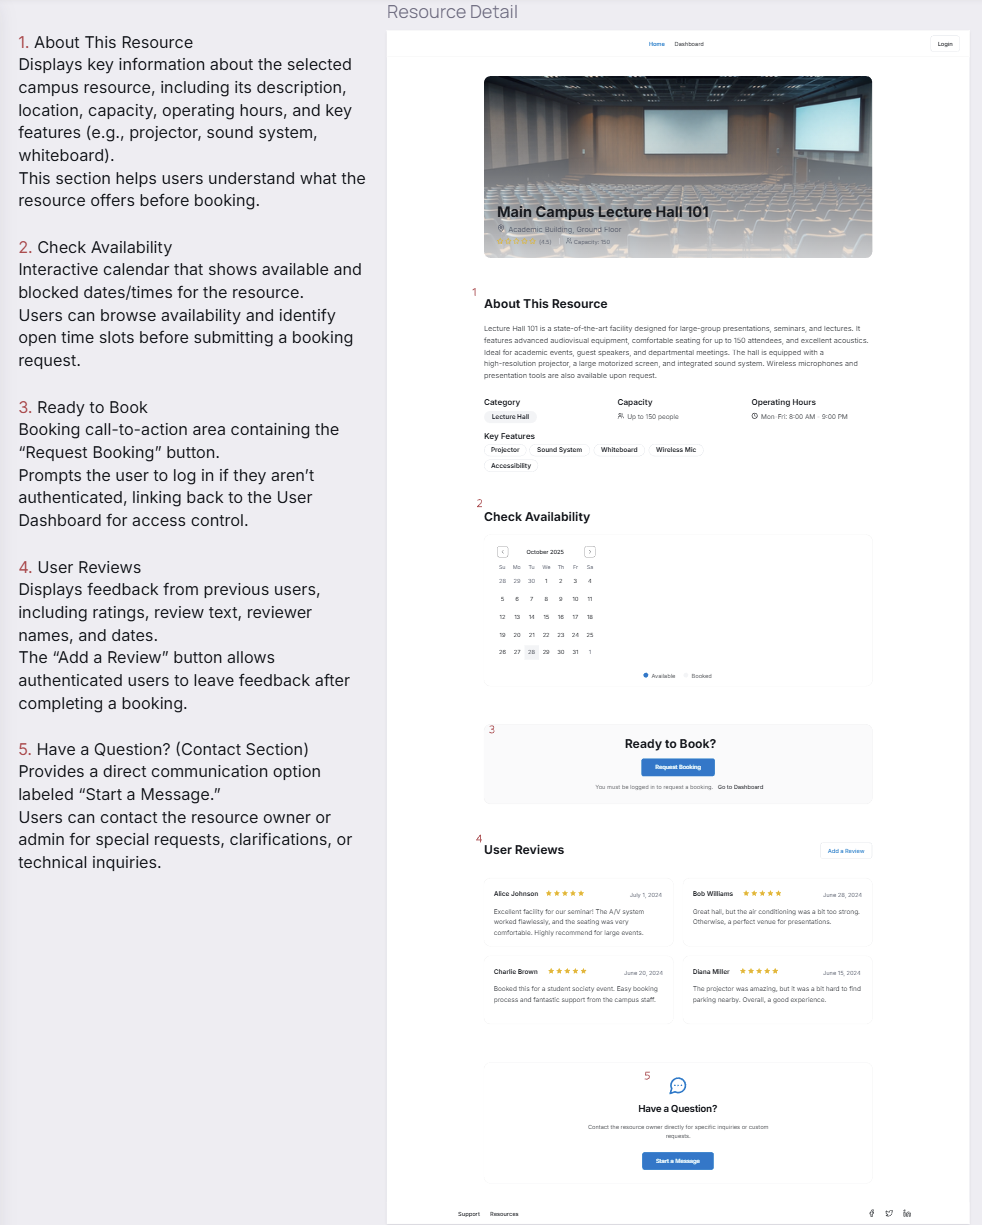 Resource Detail
1. About This Resource
Displays key information about the selected
campus resource, including its description,
location, capacity, operating hours, and key
features (e.g., projector, sound system,
whiteboard).
This section helps users understand what the
resource offers before booking.
2. Check Availability
Interactive calendar that shows available and
blocked dates/times for the resource.
Users can browse availability and identify
open time slots before submitting a booking
request.
3. Ready to Book
Booking call-to-action area containing the
“Request Booking” button.
Prompts the user to log in if they aren’t
authenticated, linking back to the User
Dashboard for access control.
4. User Reviews
Displays feedback from previous users,
including ratings, review text, reviewer
names, and dates.
The “Add a Review” button allows
authenticated users to leave feedback after
completing a booking.
5. Have a Question? (Contact Section)
Provides a direct communication option
labeled “Start a Message.”
Users can contact the resource owner or
admin for special requests, clarifications, or
technical inquiries.
Home Dashboard Login
Main Campus Lecture Hall 101
Academic Building, Ground Floor
(4.5) Capacity: 150
1
About This Resource
Lecture Hall 101 is a state-of-the-art facility designed for large-group presentations, seminars, and lectures. It
features advanced audiovisual equipment, comfortable seating for up to 150 attendees, and excellent acoustics.
Ideal for academic events, guest speakers, and departmental meetings. The hall is equipped with a
high-resolution projector, a large motorized screen, and integrated sound system. Wireless microphones and
presentation tools are also available upon request.
Category Capacity Operating Hours
Lecture Hall Up to 150 people Mon-Fri: 8:00 AM - 9:00 PM
Key Features
Projector Sound System Whiteboard Wireless Mic
Accessibility
2
Check Availability
October 2025
Su Mo Tu We Th Fr Sa
28 29 30 1 2 3 4
5 6 7 8 9 10 11
12 13 14 15 16 17 18
19 20 21 22 23 24 25
26 27 28 29 30 31 1
Available Booked
3
Ready to Book?
Request Booking
You must be logged in to request a booking. Go to Dashboard
4
User Reviews Add a Review
Alice Johnson July 1, 2024
Excellent facility for our seminar! The A/V system
worked flawlessly, and the seating was very
comfortable. Highly recommend for large events.
Bob Williams June 28, 2024
Great hall, but the air conditioning was a bit too strong.
Otherwise, a perfect venue for presentations.
Charlie Brown June 20, 2024
Booked this for a student society event. Easy booking
process and fantastic support from the campus staff.
Diana Miller June 15, 2024
The projector was amazing, but it was a bit hard to find
parking nearby. Overall, a good experience.
5
Have a Question?
Contact the resource owner directly for specific inquiries or custom
requests.
Start a Message
Support Resources